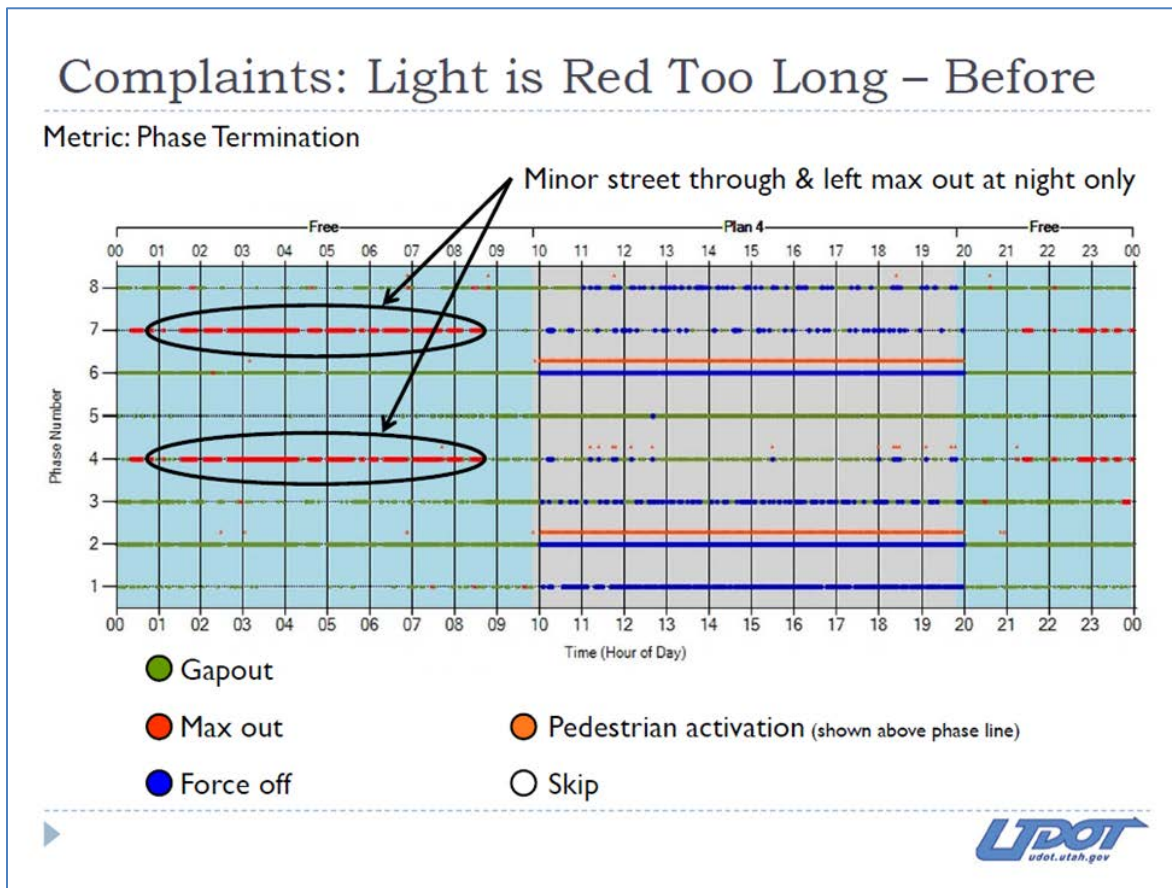 Complaints: Light is Red Too Long – Before
Metric: Phase Termination
Minor street through & left max out at night only
Free Plan 4 Free
00 01 02 03 04 05 06 07 08 09 10 11 12 13 14 15 16 17 18 19 20 21 22 23 00
8
7
6
5
4
3
2
1
Phase Number
00 01 02 03 04 05 06 07 08 09 10 11 12 13 14 15 16 17 18 19 20 21 22 23 00
Time (Hour of Day)
Gapout
Max out
Pedestrian activation (shown above phase line)
Force off
Skip
UDOT
udot.utah.gov